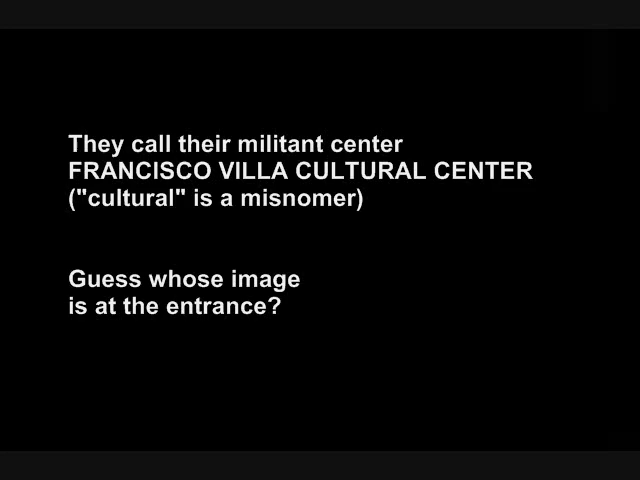 They call their militant center
FRANCISCO VILLA CULTURAL CENTER
("cultural" is a misnomer)
Guess whose image
is at the entrance?